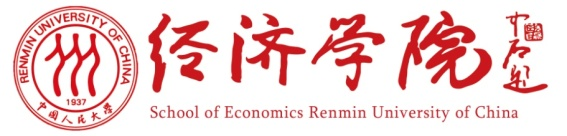 RENMIN UNIVERSITY OF CHINA
1937
中国人民大学
经济学院
School of Economics Renmin University of China